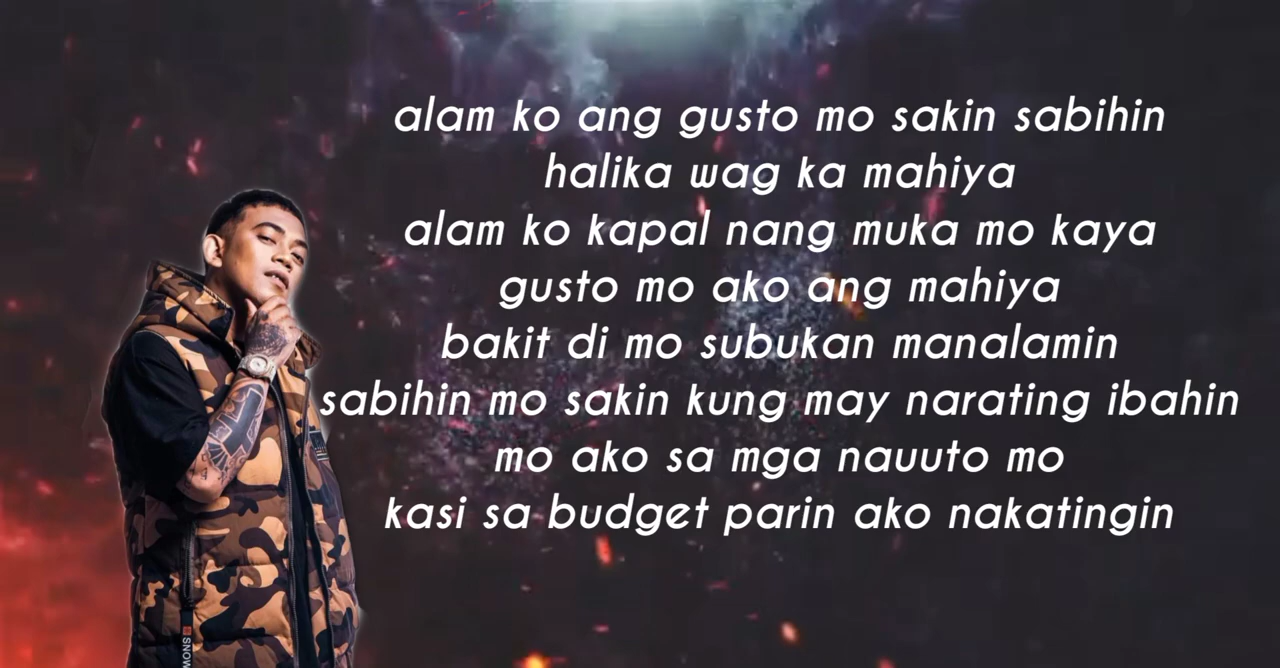 alam ko ang gusto mo sakin sabihin
halika wag ka mahiya
alam ko kapal nang muka mo kaya
gusto mo ako ang mahiya
bakit di mo subukan manalamin
sabihin mo sakin kung may narating ibahin
mo ako sa mga nauuto mo
kasi sa budget parin ako nakatingin